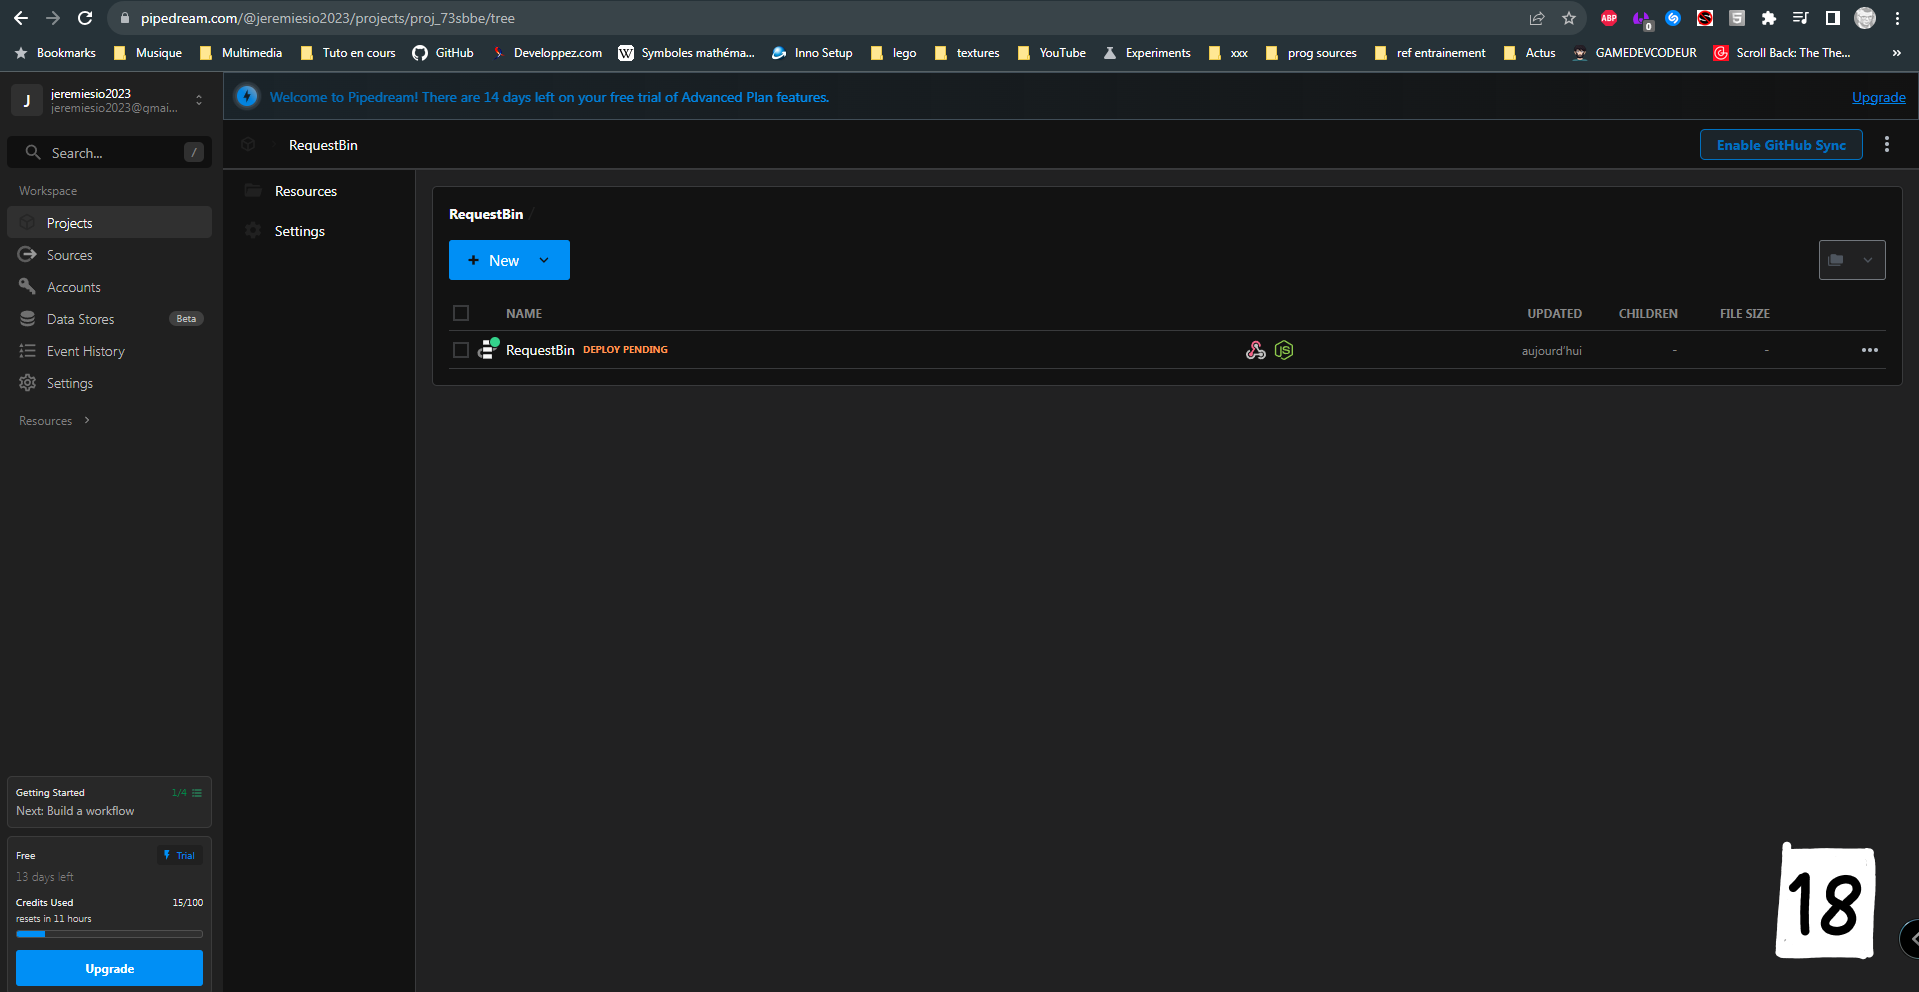 pipedream.com/@jeremiesio2023/projects/proj_73sbbe/tree
ABP
0
Bookmarks Musique Multimedia Tuto en cours GitHub Developpez.com Symboles mathéma... Inno Setup lego textures YouTube Experiments xxx prog sources ref entrainement Actus GAMEDEVCODEUR Scroll Back: The The... »
J
jeremiesio2023
jeremiesio2023@gmai...
Welcome to Pipedream! There are 14 days left on your free trial of Advanced Plan features.
Upgrade
Search...
/
RequestBin
Enable GitHub Sync
Workspace
Projects
Sources
Accounts
Data Stores Beta
Event History
Settings
Resources
Resources
Settings
RequestBin /
+ New
NAME UPDATED CHILDREN FILE SIZE
RequestBin DEPLOY PENDING JS aujourd'hui - -
Getting Started 1/4
Next: Build a workflow
Free Trial
13 days left
Credits Used 15/100
resets in 11 hours
Upgrade
18